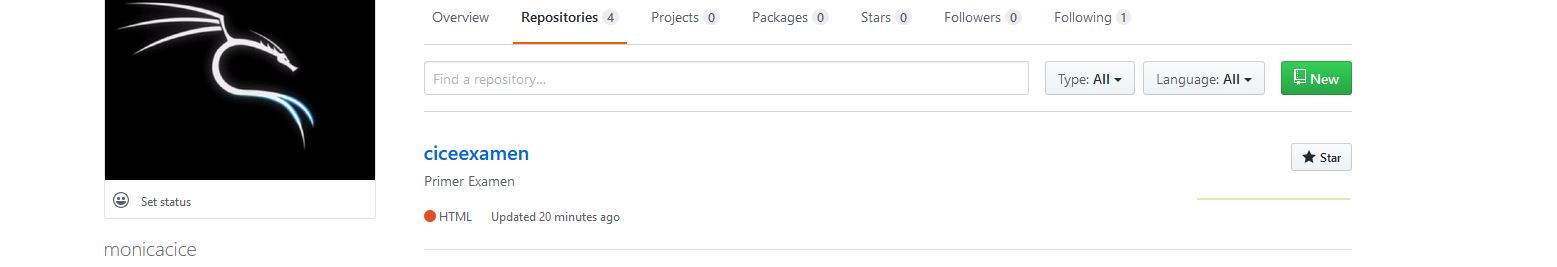 Overview Repositories 4 Projects 0 Packages 0 Stars 0 Followers 0 Following 1
Find a repository... Type: All Language: All New
ciceexamen Star
Primer Examen
HTML Updated 20 minutes ago
Set status
monicacice